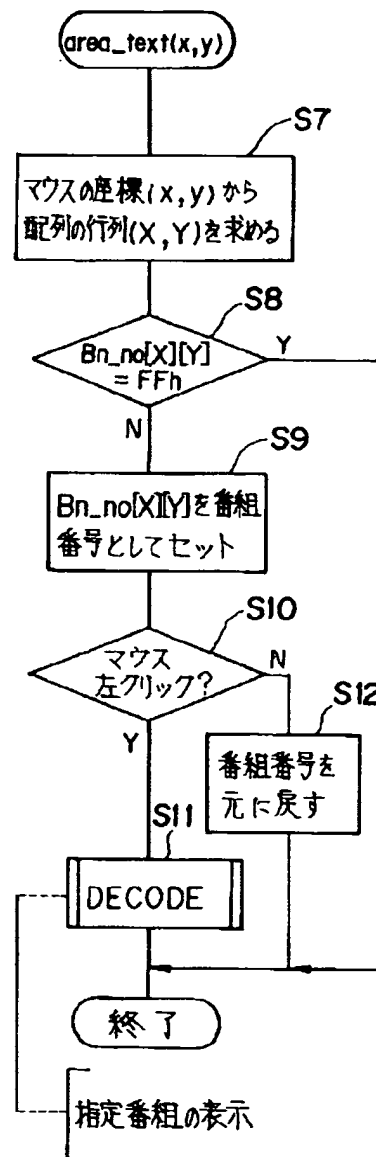 area_text(x,y)
S7
マウスの座標(x,y)から
配列の行列(X,Y)を求める
S8
Bn_no[X][Y]
= FFh
Y
N
S9
Bn_no[X][Y]を番組
番号としてセット
S10
マウス
左クリック?
N
Y
S12
番組番号を
元に戻す
S11
DECODE
終了
指定番組の表示